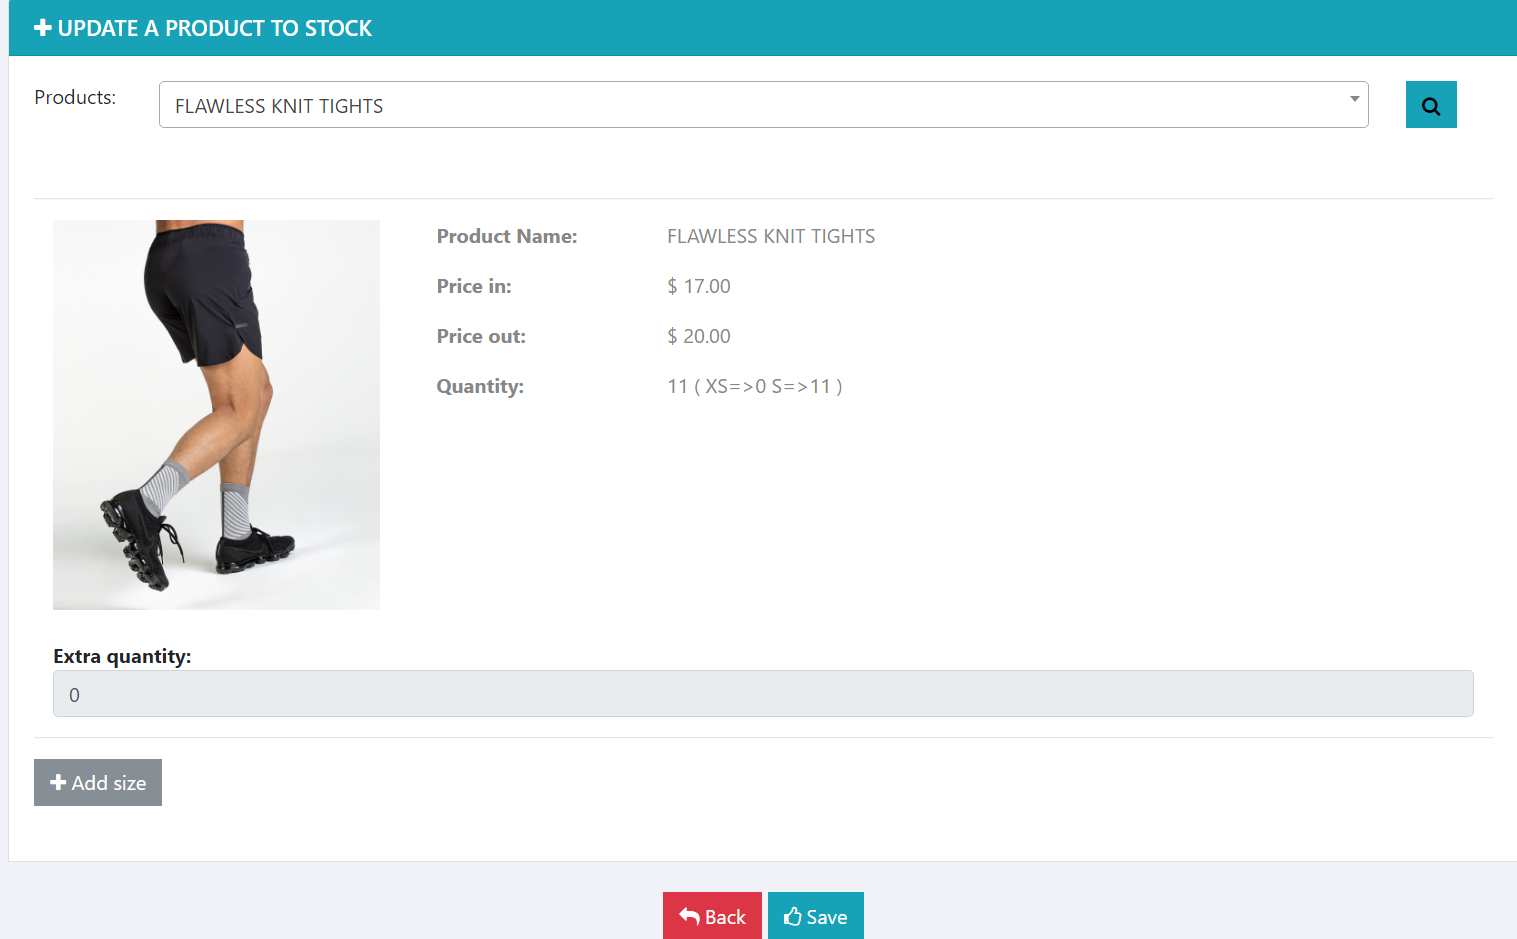 UPDATE A PRODUCT TO STOCK
Products:
FLAWLESS KNIT TIGHTS
Product Name: FLAWLESS KNIT TIGHTS
Price in: $ 17.00
Price out: $ 20.00
Quantity: 11 ( XS=>0 S=>11 )
Extra quantity:
0
Add size
Back Save